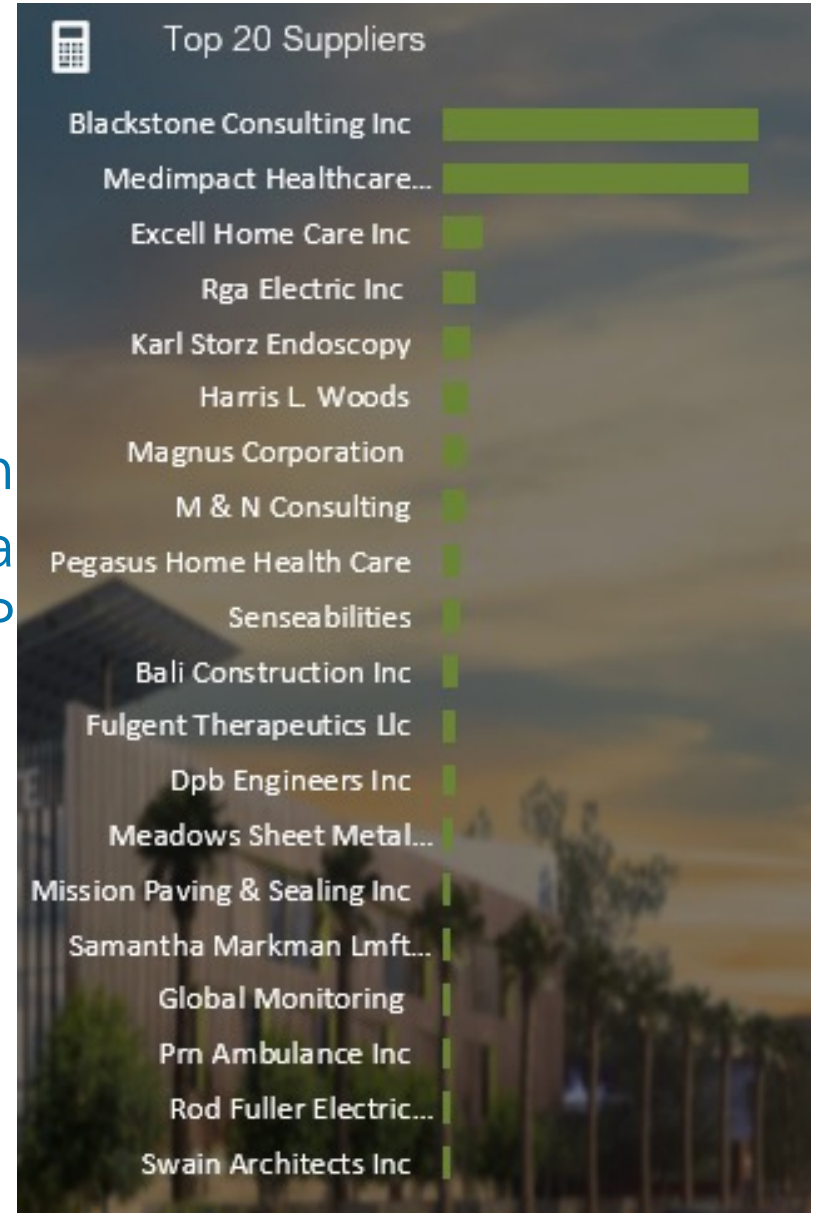 Top 20 Suppliers
Blackstone Consulting Inc
Medimpact Healthcare...
Excell Home Care Inc
Rga Electric Inc
Karl Storz Endoscopy
Harris L. Woods
Magnus Corporation
M & N Consulting
Pegasus Home Health Care
Senseabilities
Bali Construction Inc
Fulgent Therapeutics Llc
Dpb Engineers Inc
Meadows Sheet Metal...
Mission Paving & Sealing Inc
Samantha Markman Lmft...
Global Monitoring
Prn Ambulance Inc
Rod Fuller Electric...
Swain Architects Inc